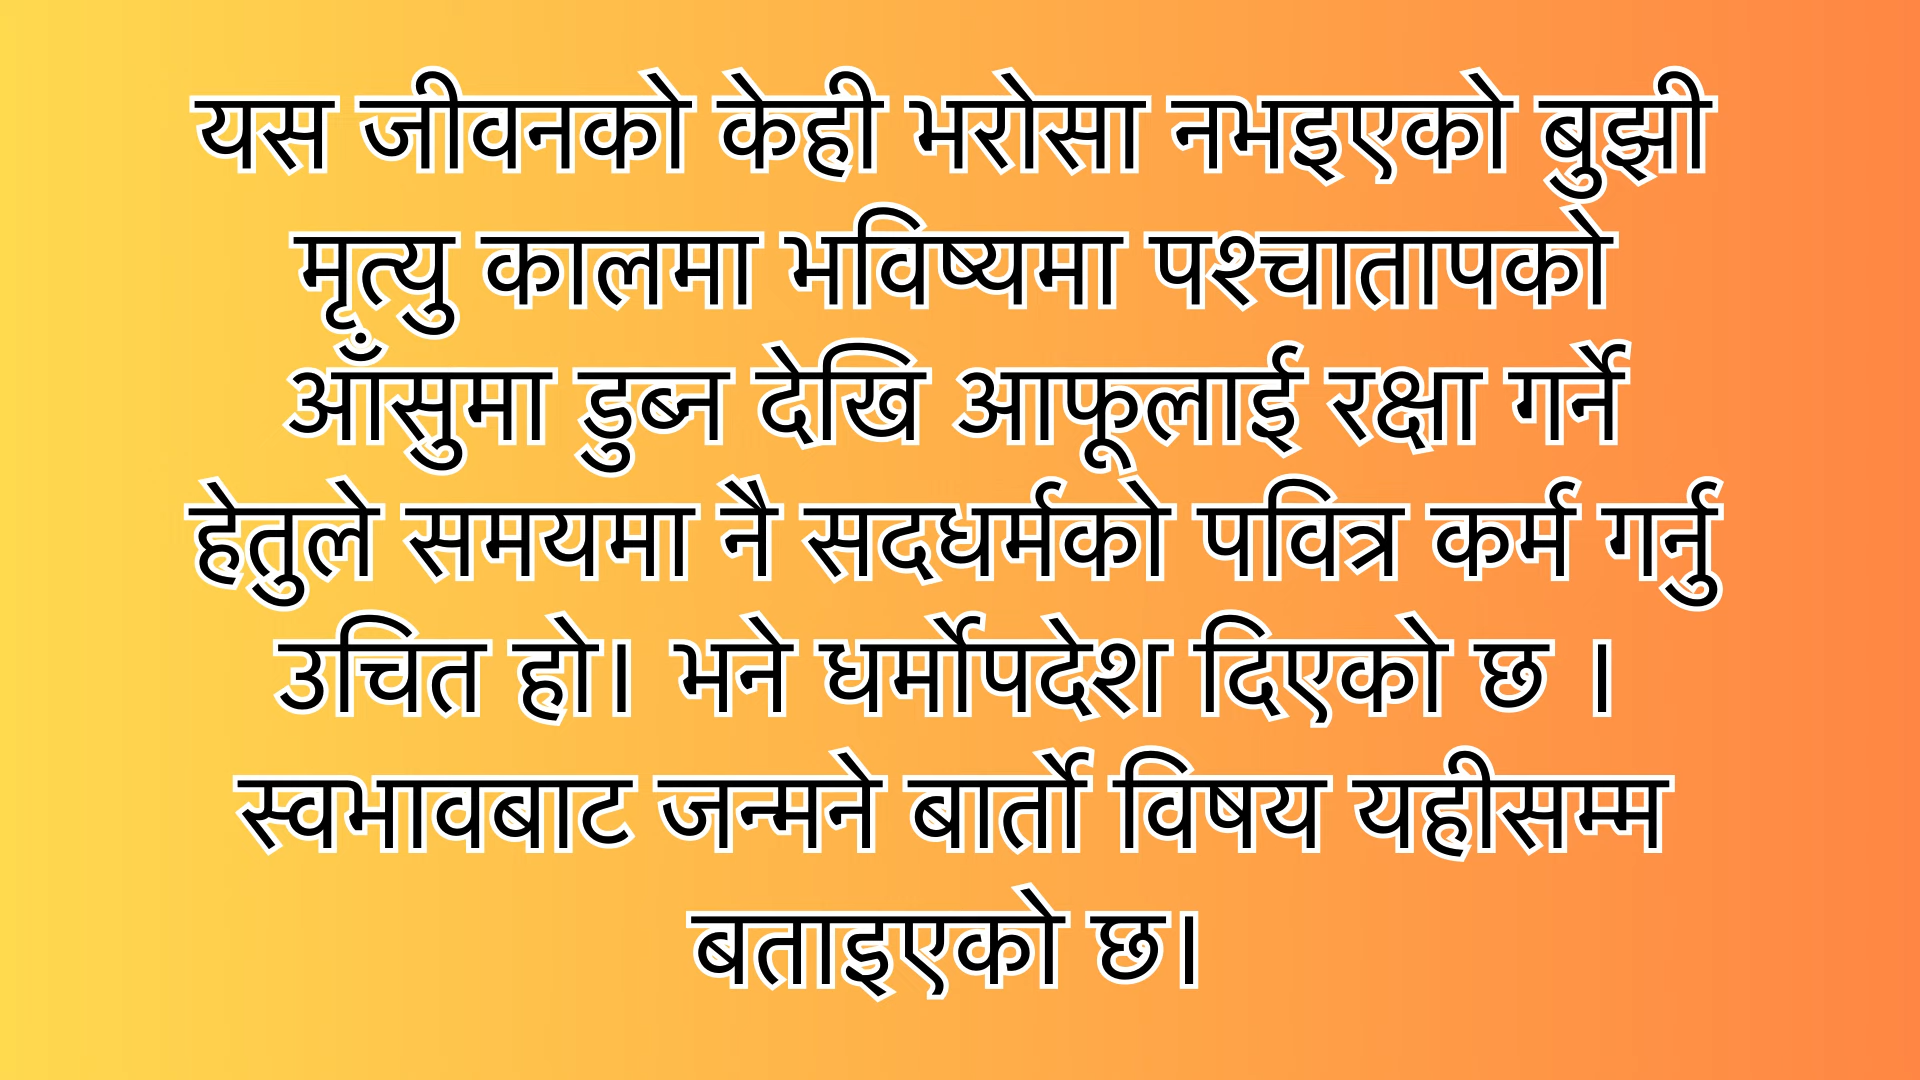 यस जीवनको केही भरोसा नभइएको बुझी
मृत्यु कालमा भविष्यमा पश्चातापको
आँसुमा डुब्न देखि आफूलाई रक्षा गर्ने
हेतुले समयमा नै सदधर्मको पवित्र कर्म गर्नु
उचित हो। भने धर्मोपदेश दिएको छ ।
स्वभावबाट जन्मने बार्तो विषय यहीसम्म
बताइएको छ।